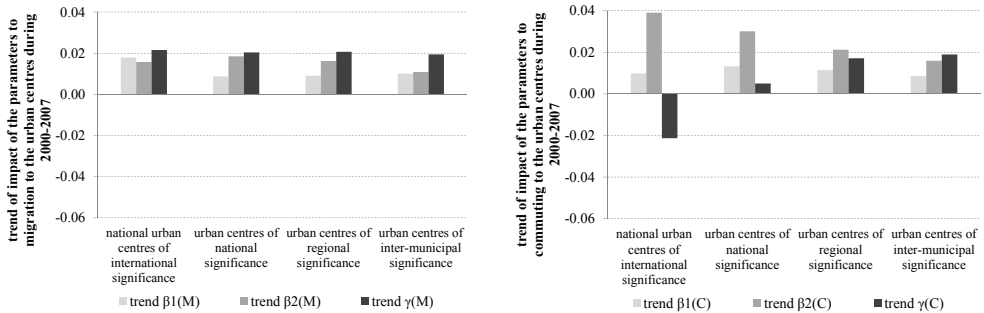 trend of impact of the parameters to
migration to the urban centres during
2000-2007
0.04
0.02
0.00
-0.02
-0.04
-0.06
national urban
centres of
international
significance
urban centres of
national
significance
urban centres of
regional
significance
urban centres of
inter-municipal
significance
trend β1(M)
trend β2(M)
trend γ(M)
trend of impact of the parameters to
commuting to the urban centres during
2000-2007
0.04
0.02
0.00
-0.02
-0.04
-0.06
national urban
centres of
international
significance
urban centres of
national
significance
urban centres of
regional
significance
urban centres of
inter-municipal
significance
trend β1(C)
trend β2(C)
trend γ(C)